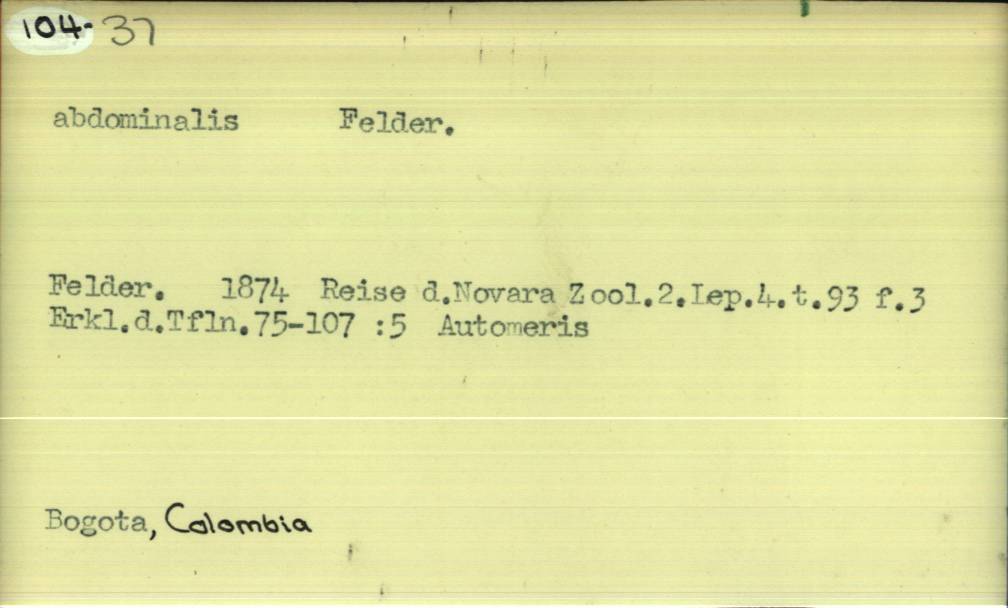 104-37
abdominalis Felder.
Felder. 1874 Reise d.Novara Zool.2.Lep.4.t.93 f.3
Erkl.d.Tfln.75-107 :5 Automeris
Bogota, Colombia